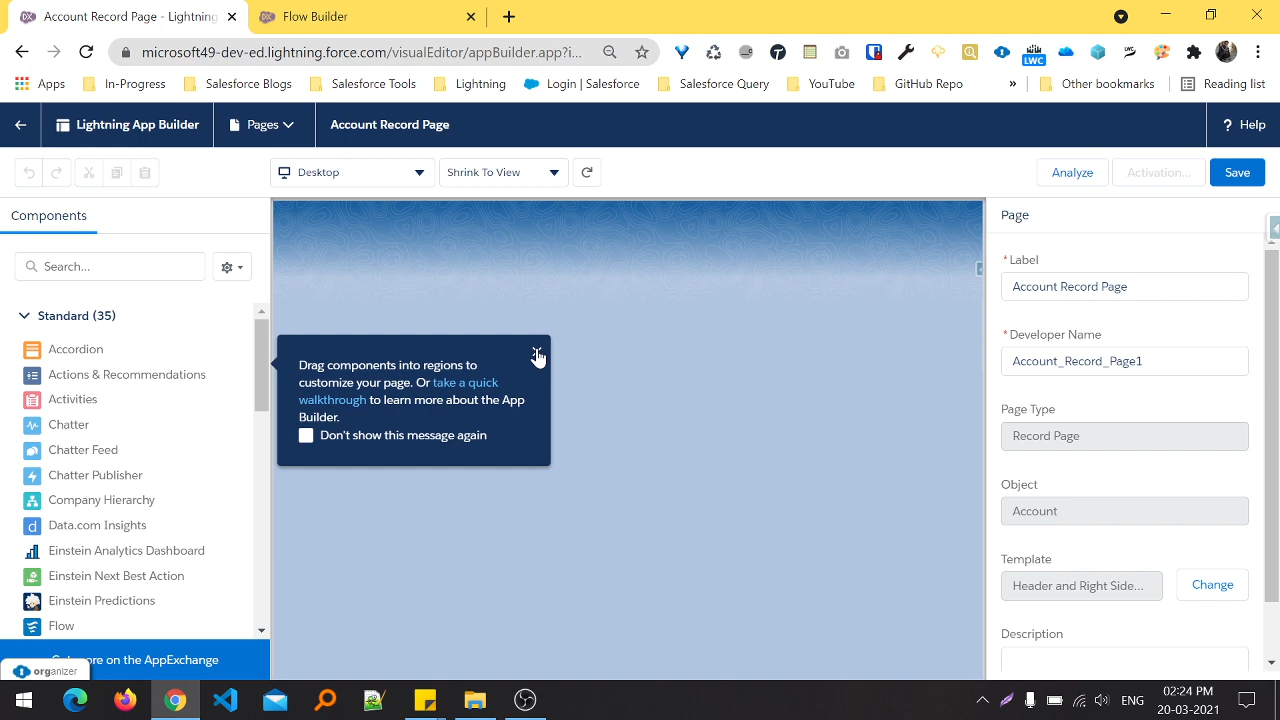 Account Record Page - Lightning
Flow Builder
microsoft49-dev-ed.lightning.force.com/visualEditor/appBuilder.app?i...
LWC
Apps
In-Progress
Salesforce Blogs
Salesforce Tools
Lightning
Login | Salesforce
Salesforce Query
YouTube
GitHub Repo
»
Other bookmarks
Reading list
Lightning App Builder
Pages
Account Record Page
? Help
Desktop
Shrink To View
Analyze
Activation...
Save
Components
Search...
Standard (35)
Accordion
Actions & Recommendations
Activities
Chatter
Chatter Feed
Chatter Publisher
Company Hierarchy
Data.com Insights
Einstein Analytics Dashboard
Einstein Next Best Action
Einstein Predictions
Flow
re on the AppExchange
organizer
Drag components into regions to
customize your page. Or take a quick
walkthrough to learn more about the App
Builder.
Don't show this message again
Page
* Label
Account Record Page
* Developer Name
Account_Record_Page1
Page Type
Record Page
Object
Account
Template
Header and Right Side...
Change
Description
ENG
02:24 PM
20-03-2021